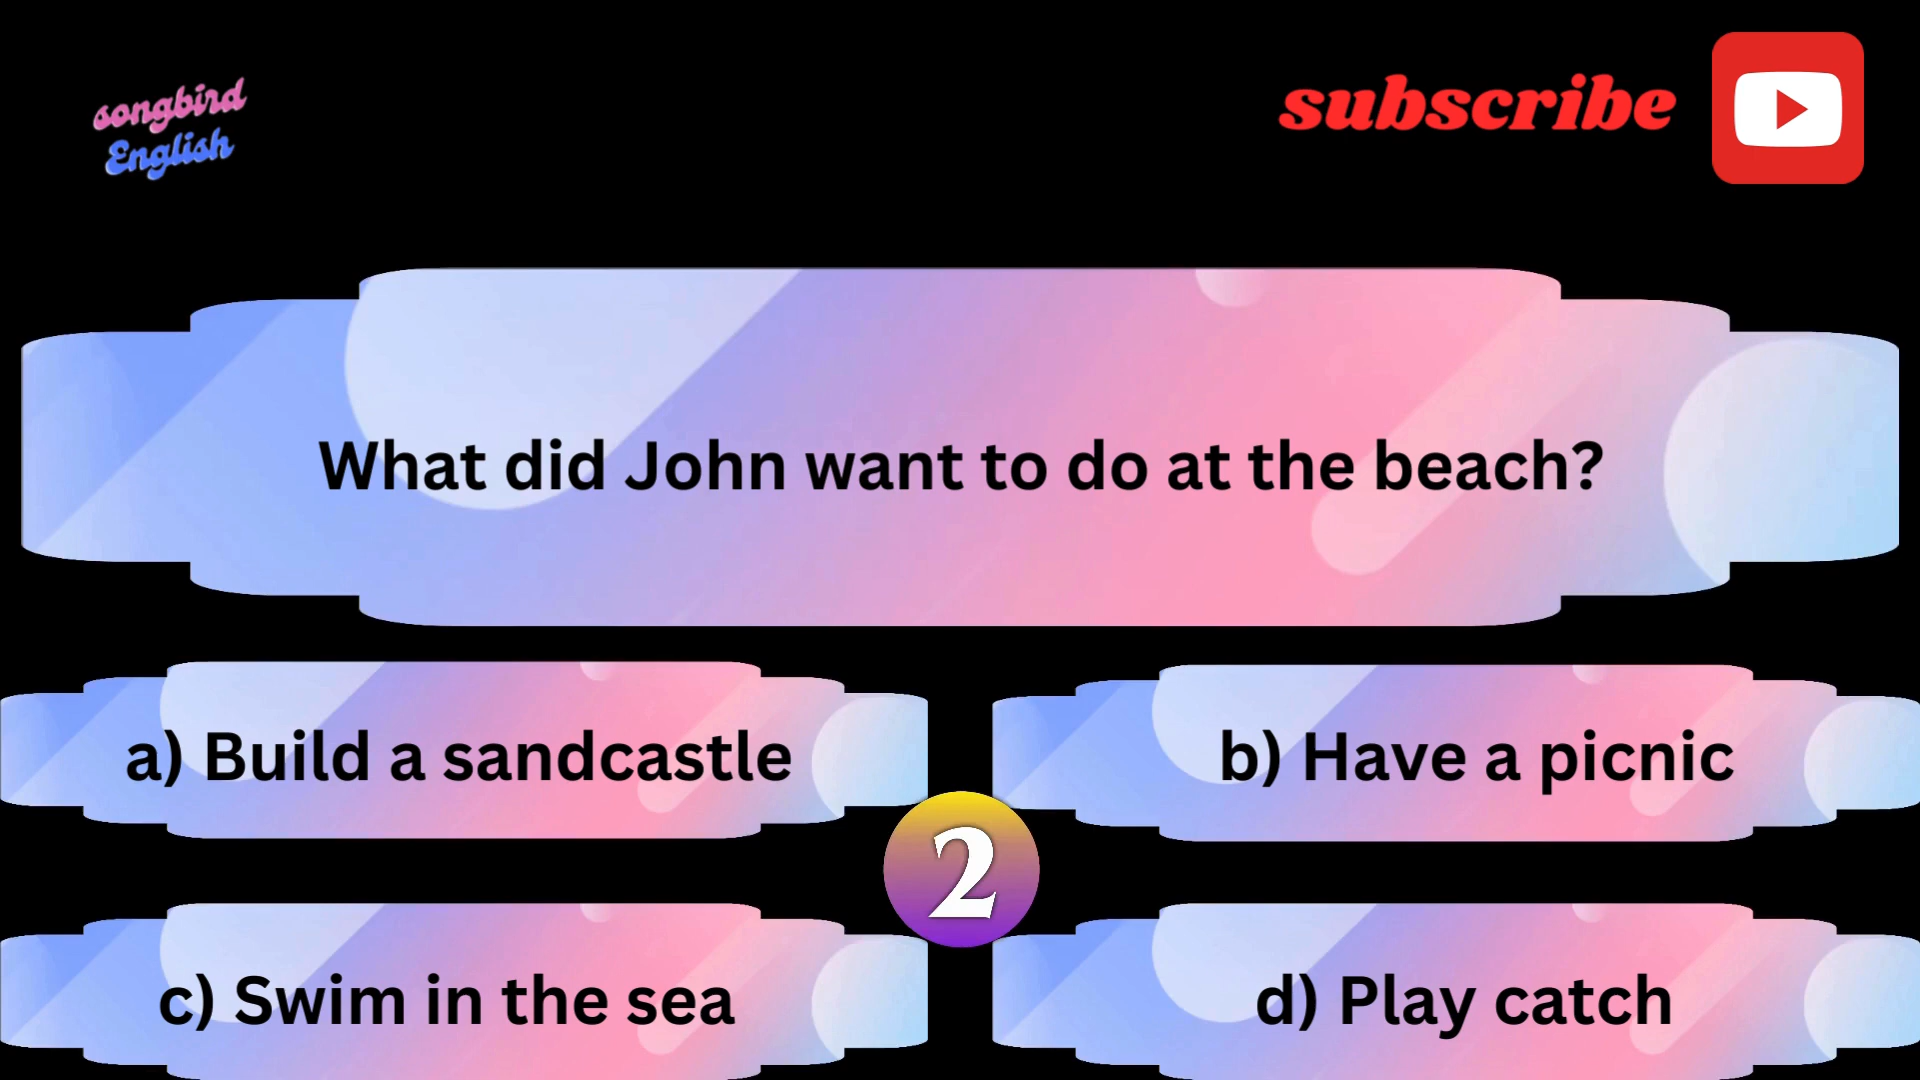 songbird
English
subscribe
What did John want to do at the beach?
a) Build a sandcastle
b) Have a picnic
2
c) Swim in the sea
d) Play catch